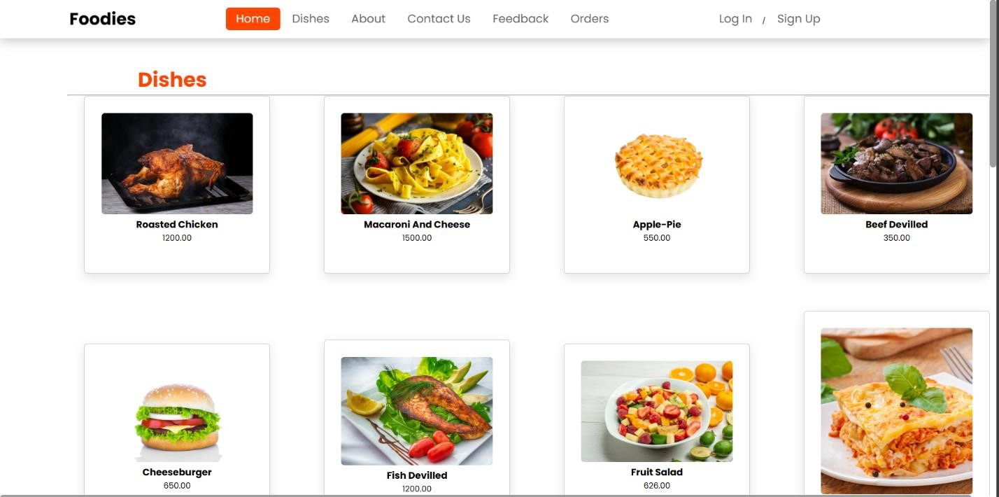 Foodies Home Dishes About Contact Us Feedback Orders Log In / Sign Up
Dishes
Roasted Chicken
1200.00
Macaroni And Cheese
1500.00
Apple-Pie
550.00
Beef Devilled
350.00
Cheeseburger
650.00
Fish Devilled
1200.00
Fruit Salad
626.00